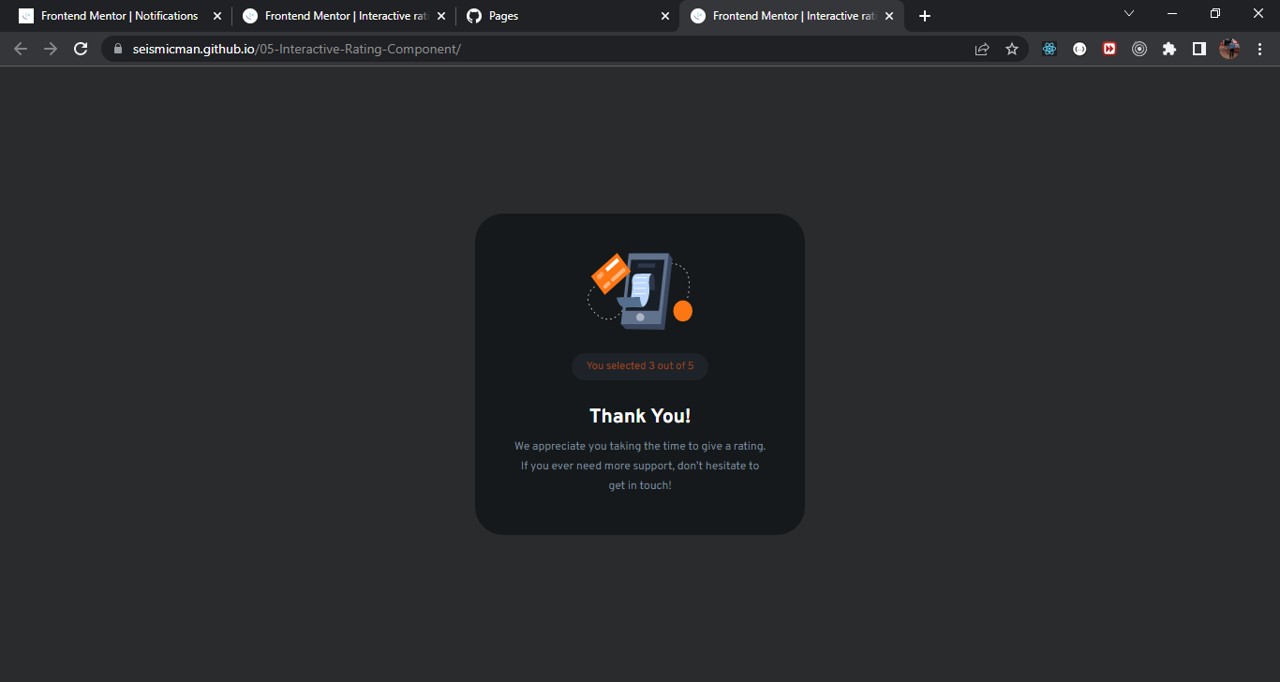 Frontend Mentor | Notifications
Frontend Mentor | Interactive rat
Pages
Frontend Mentor | Interactive rat
seismicman.github.io/05-Interactive-Rating-Component/
You selected 3 out of 5
Thank You!
We appreciate you taking the time to give a rating.
If you ever need more support, don't hesitate to
get in touch!